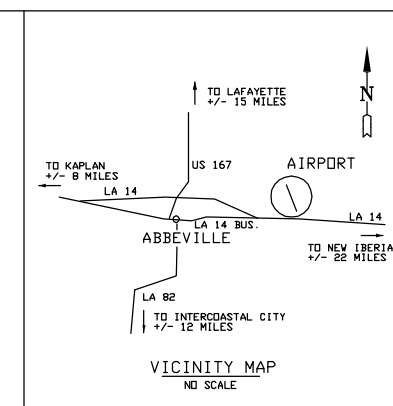 TO LAFAYETTE
+/- 15 MILES
N
TO KAPLAN
+/- 8 MILES
US 167
AIRPORT
LA 14
LA 14 BUS.
LA 14
ABBEVILLE
TO NEW IBERIA
+/- 22 MILES
LA 82
TO INTERCOASTAL CITY
+/- 12 MILES
VICINITY MAP
NO SCALE